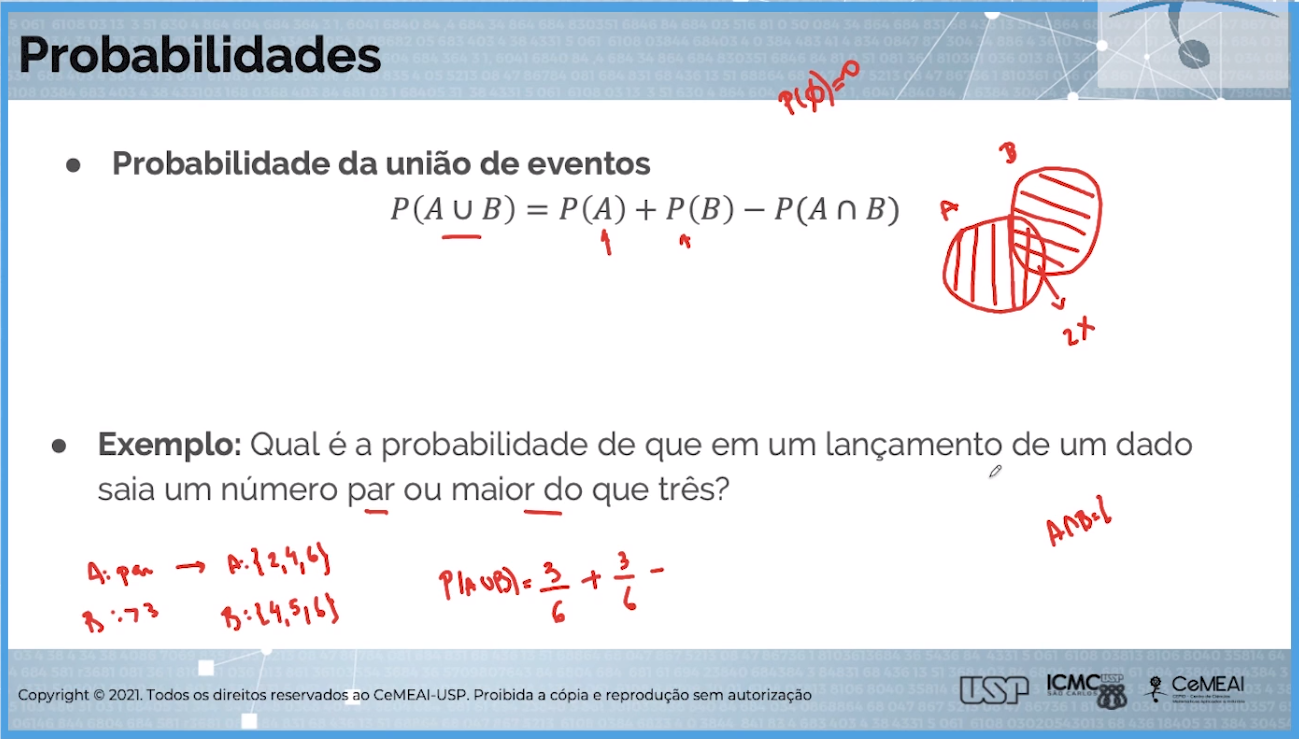 Probabilidades
P(φ)=0
• Probabilidade da união de eventos
P(A ∪ B) = P(A) + P(B) − P(A ∩ B)
B
A
2X
• Exemplo: Qual é a probabilidade de que em um lançamento de um dado
saia um número par ou maior do que três?
A∩B={
A: par → A:{2,4,6}
B:>3 B:{4,5,6}
P(A∪B)= 3/6 + 3/6 −
Copyright © 2021. Todos os direitos reservados ao CeMEAI-USP. Proibida a cópia e reprodução sem autorização
USP
ICMC USP
SÃO CARLOS
CeMEAI